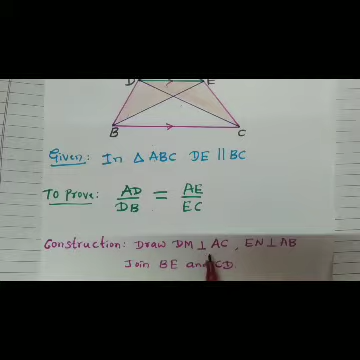 D E
B C
Given: In △ ABC DE || BC
To Prove: AD/DB = AE/EC
Construction: Draw DM ⊥ AC, EN ⊥ AB
Join BE and CD.